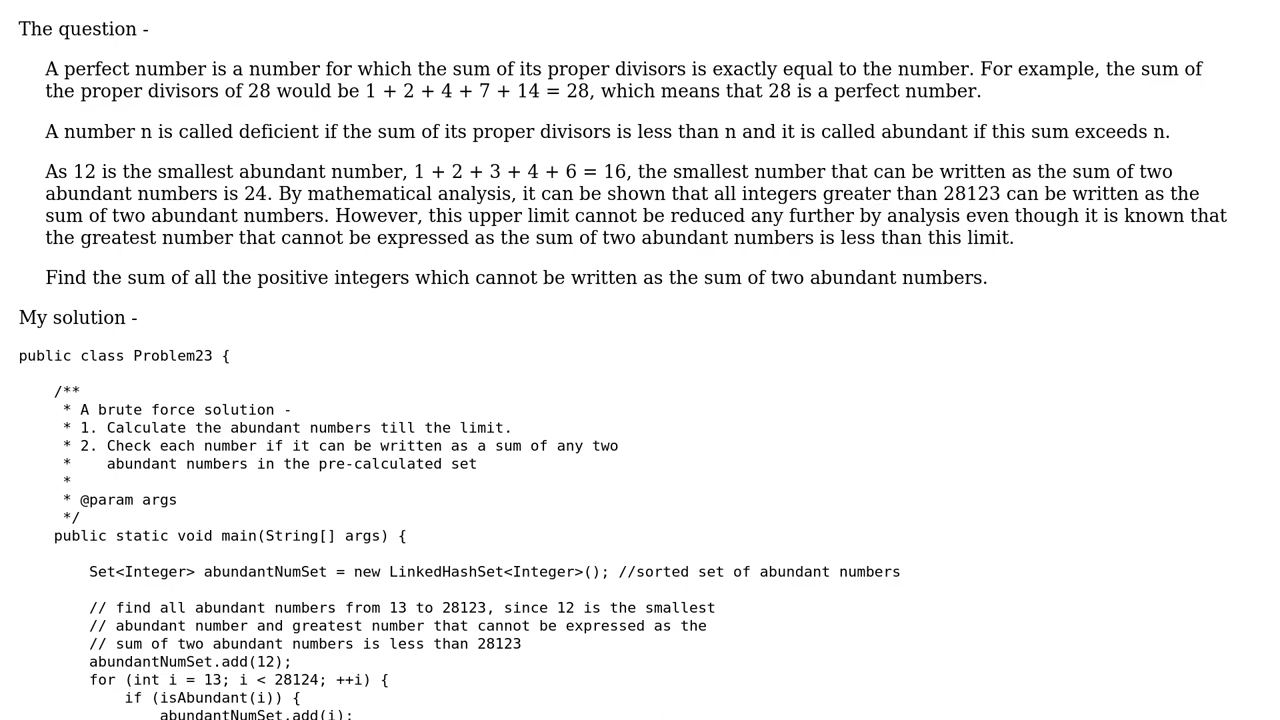 The question -
A perfect number is a number for which the sum of its proper divisors is exactly equal to the number. For example, the sum of
the proper divisors of 28 would be 1 + 2 + 4 + 7 + 14 = 28, which means that 28 is a perfect number.
A number n is called deficient if the sum of its proper divisors is less than n and it is called abundant if this sum exceeds n.
As 12 is the smallest abundant number, 1 + 2 + 3 + 4 + 6 = 16, the smallest number that can be written as the sum of two
abundant numbers is 24. By mathematical analysis, it can be shown that all integers greater than 28123 can be written as the
sum of two abundant numbers. However, this upper limit cannot be reduced any further by analysis even though it is known that
the greatest number that cannot be expressed as the sum of two abundant numbers is less than this limit.
Find the sum of all the positive integers which cannot be written as the sum of two abundant numbers.
My solution -
public class Problem23 {
    /**
     * A brute force solution -
     * 1. Calculate the abundant numbers till the limit.
     * 2. Check each number if it can be written as a sum of any two
     *    abundant numbers in the pre-calculated set
     *
     * @param args
     */
    public static void main(String[] args) {
        Set<Integer> abundantNumSet = new LinkedHashSet<Integer>(); //sorted set of abundant numbers
        // find all abundant numbers from 13 to 28123, since 12 is the smallest
        // abundant number and greatest number that cannot be expressed as the
        // sum of two abundant numbers is less than 28123
        abundantNumSet.add(12);
        for (int i = 13; i < 28124; ++i) {
            if (isAbundant(i)) {
                abundantNumSet.add(i);